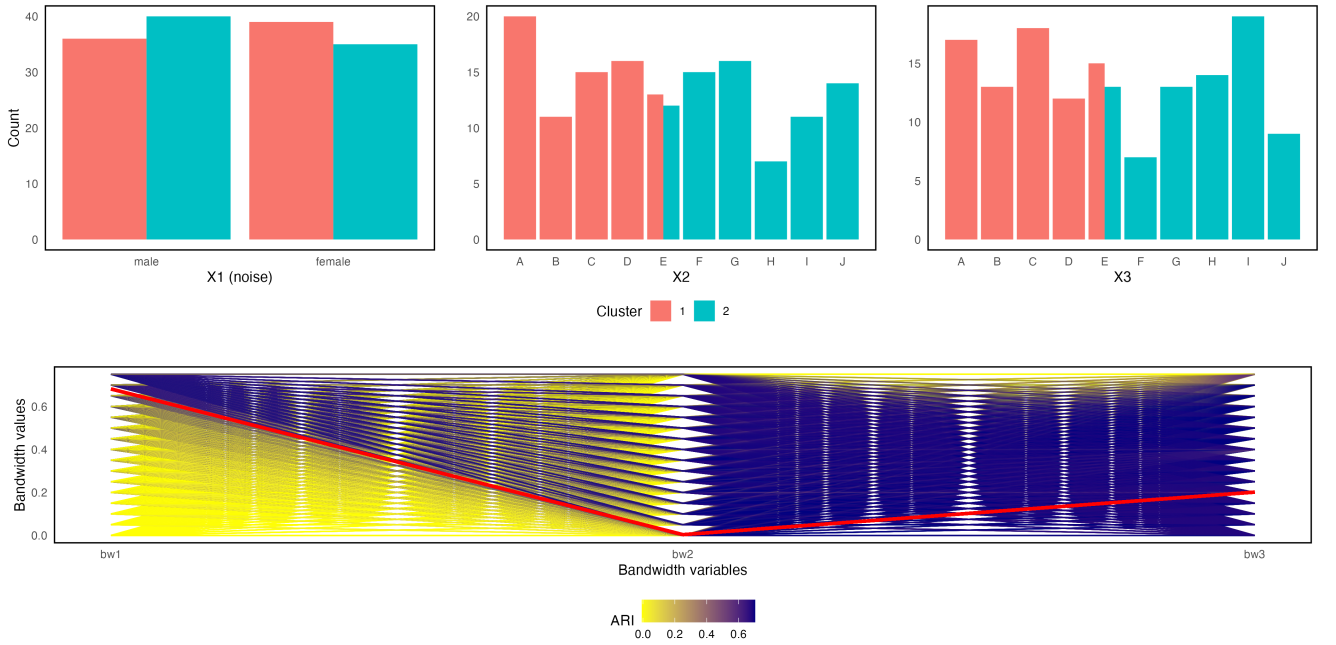 40
30
20
10
0
Count
male female
X1 (noise)
20
15
10
5
0
A B C D E F G H I J
X2
15
10
5
0
A B C D E F G H I J
X3
Cluster 1 2
0.6
0.4
0.2
0.0
Bandwidth values
bw1 bw2 bw3
Bandwidth variables
ARI
0.0 0.2 0.4 0.6